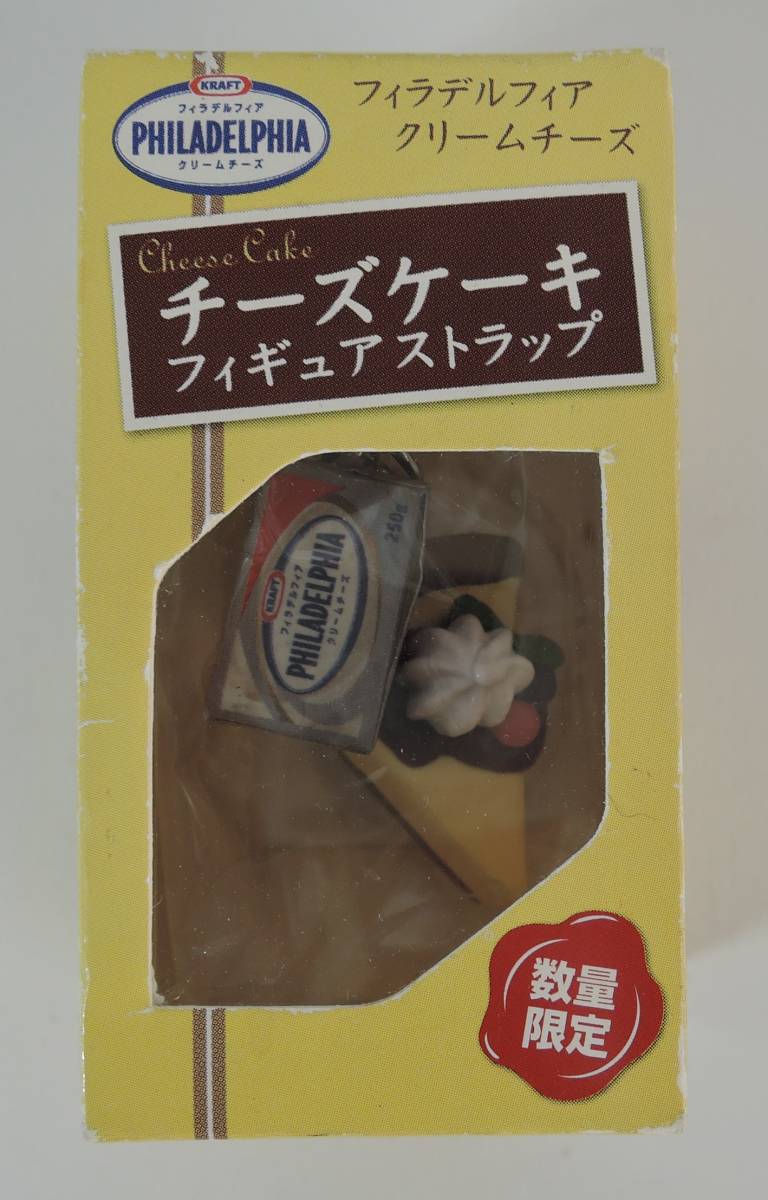 KRAFT
フィラデルフィア
PHILADELPHIA
クリームチーズ
フィラデルフィア
クリームチーズ
Cheese Cake
チーズケーキ
フィギュアストラップ
250g
KRAFT
フィラデルフィア
PHILADELPHIA
クリームチーズ
数量
限定